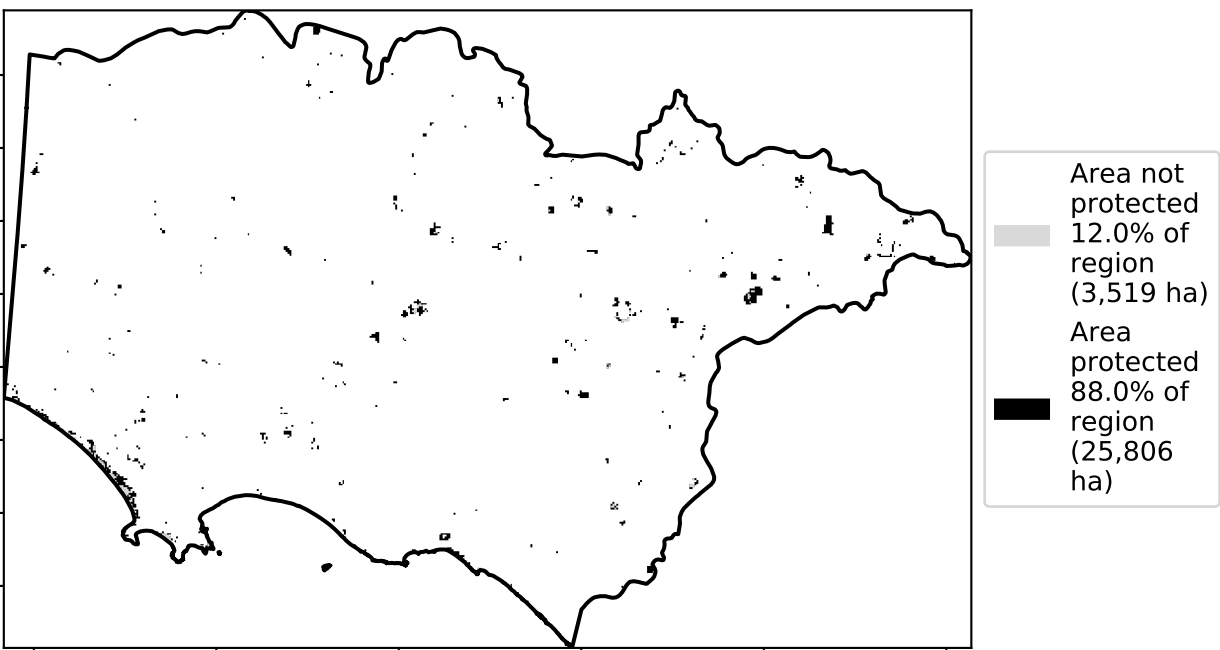 Area not
protected
12.0% of
region
(3,519 ha)
Area
protected
88.0% of
region
(25,806
ha)